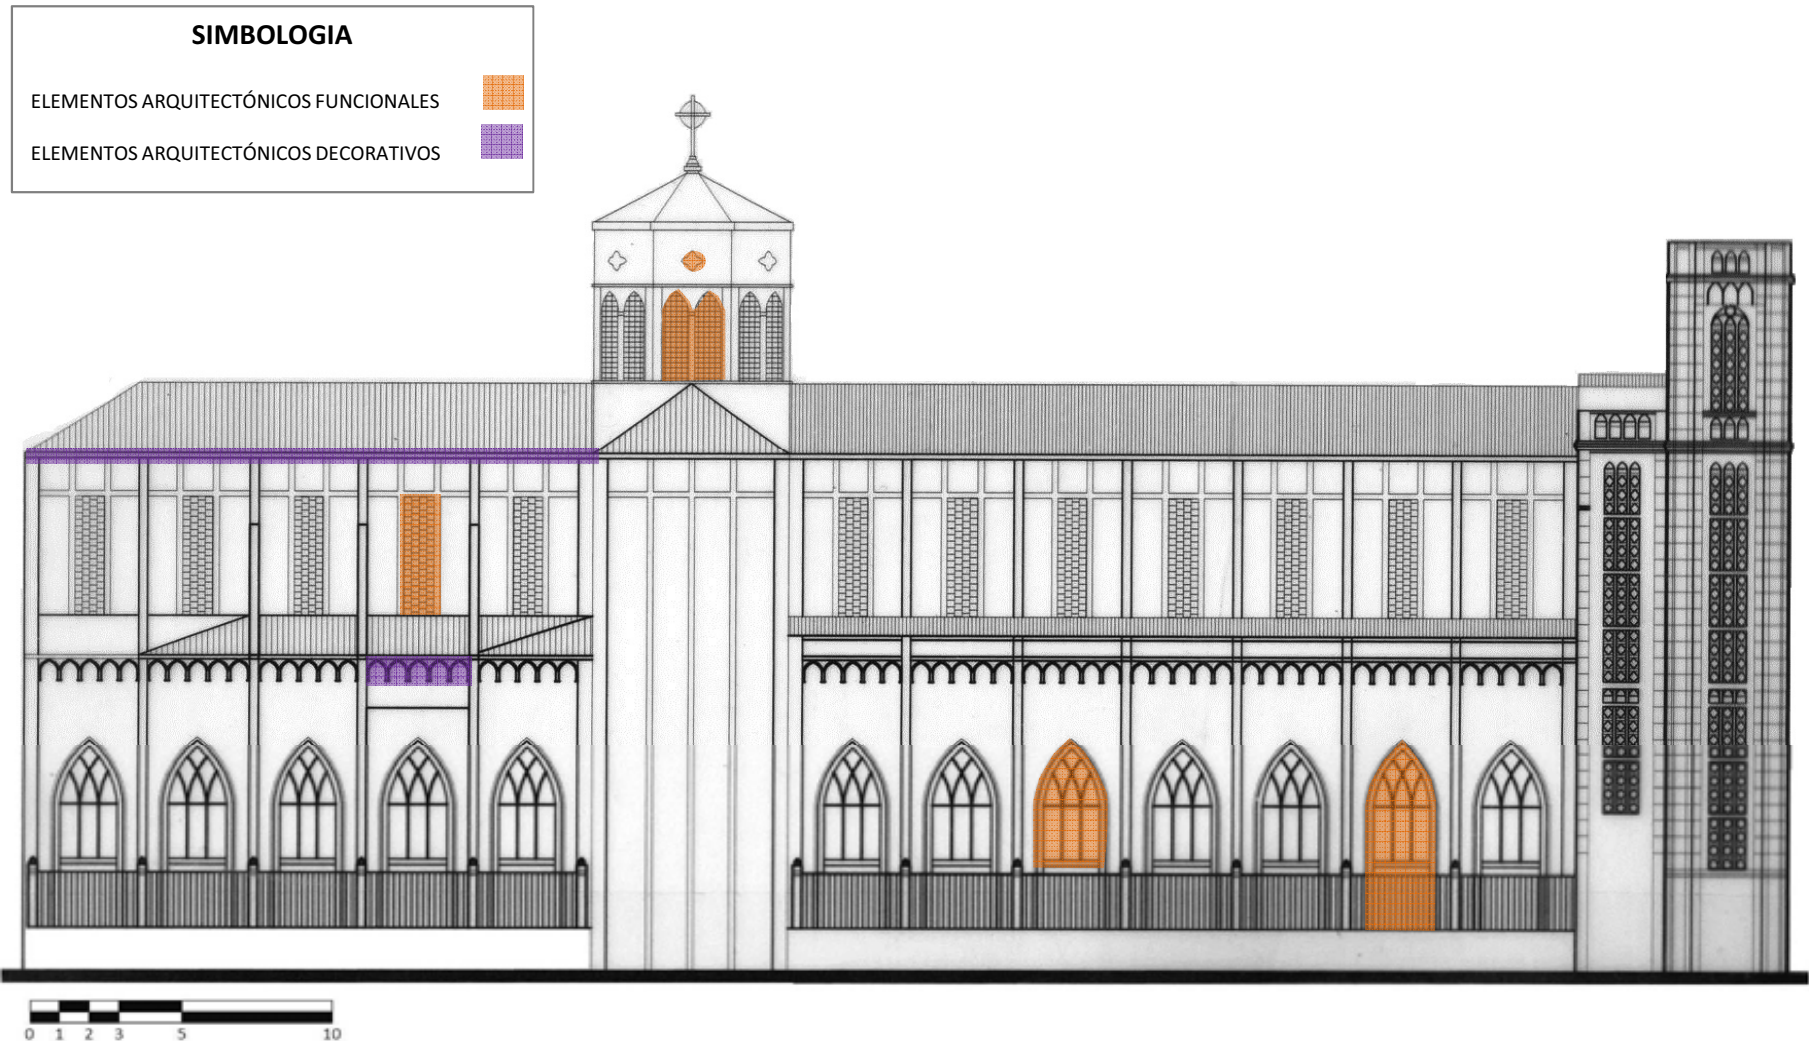 SIMBOLOGIA
ELEMENTOS ARQUITECTÓNICOS FUNCIONALES
ELEMENTOS ARQUITECTÓNICOS DECORATIVOS
0 1 2 3 5 10